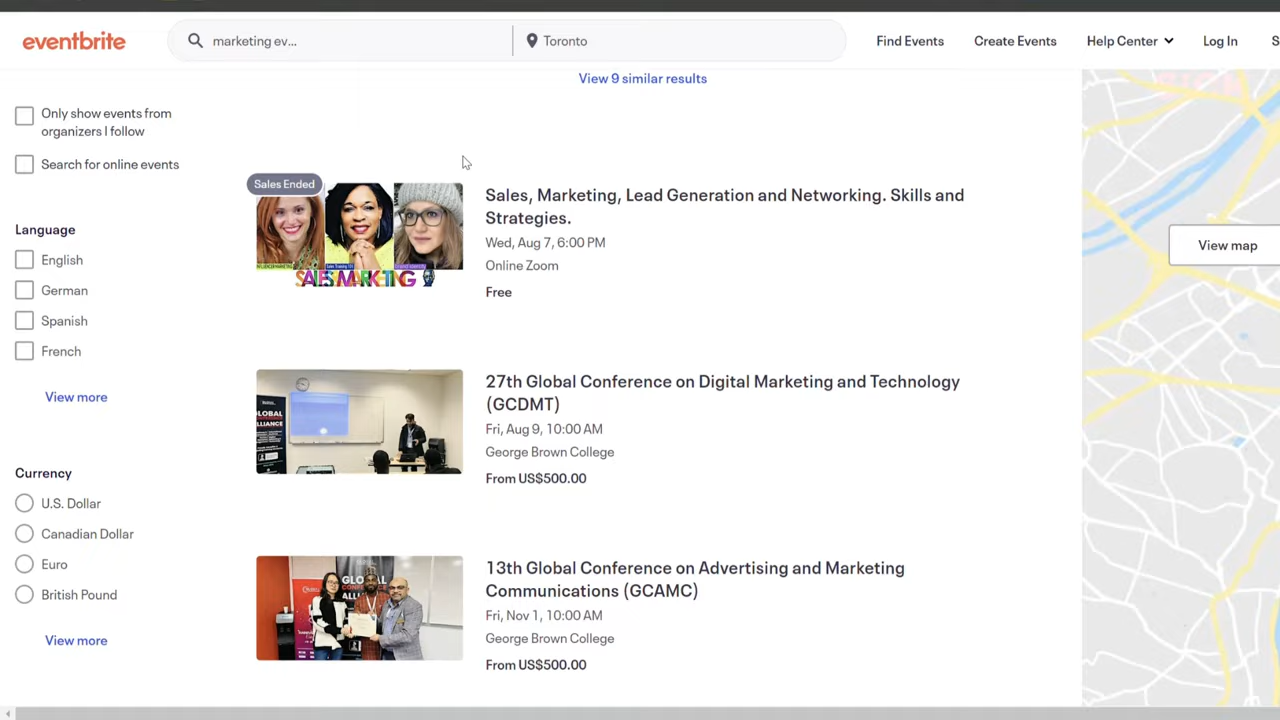 eventbrite
marketing ev...
Toronto
Find Events
Create Events
Help Center
Log In
S
View 9 similar results
Only show events from
organizers I follow
Search for online events
Language
English
German
Spanish
French
View more
Currency
U.S. Dollar
Canadian Dollar
Euro
British Pound
View more
Sales Ended
SALES MARKETING
Sales, Marketing, Lead Generation and Networking. Skills and
Strategies.
Wed, Aug 7, 6:00 PM
Online Zoom
Free
GLOBAL
27th Global Conference on Digital Marketing and Technology
(GCDMT)
Fri, Aug 9, 10:00 AM
George Brown College
From US$500.00
GLOBAL
13th Global Conference on Advertising and Marketing
Communications (GCAMC)
Fri, Nov 1, 10:00 AM
George Brown College
From US$500.00
View map